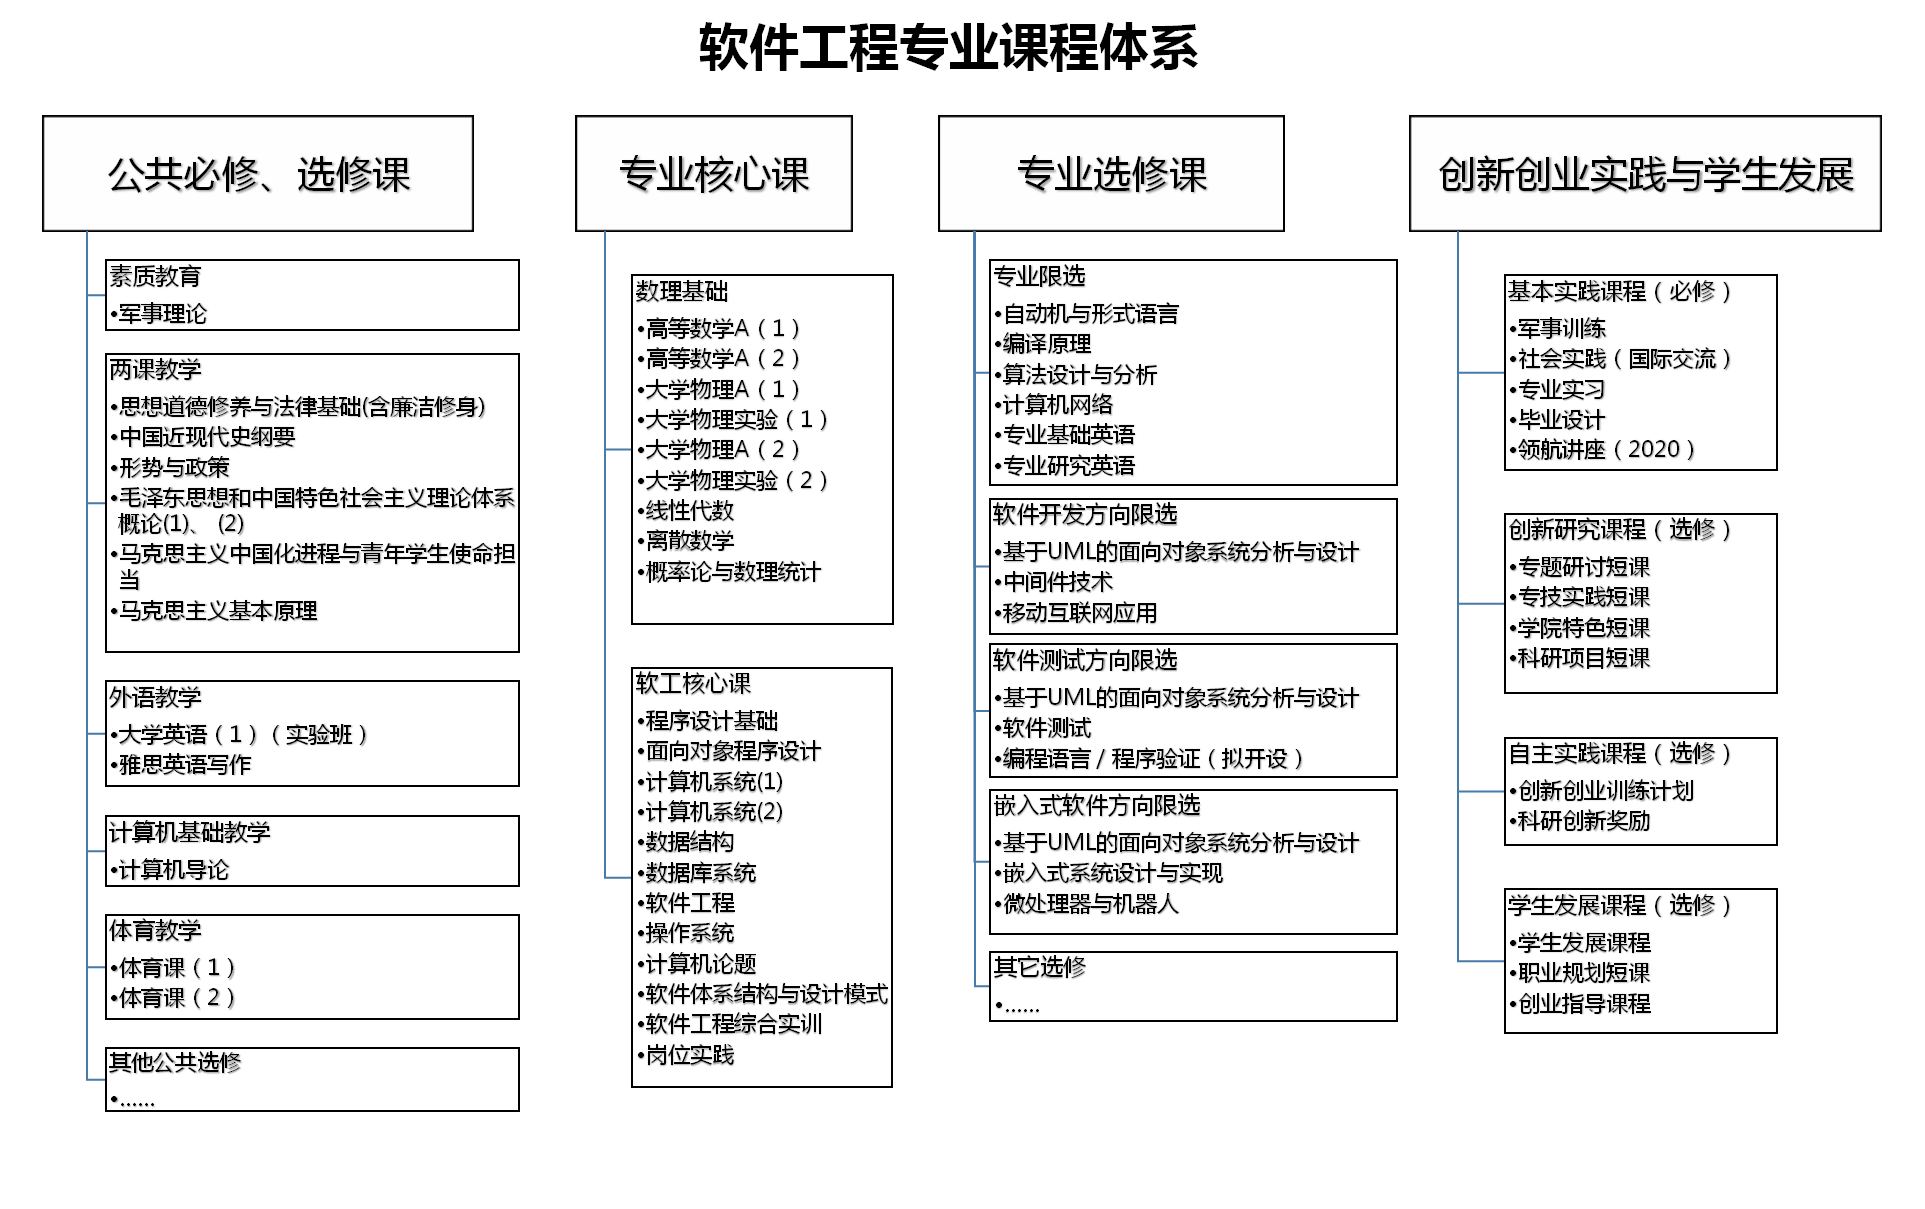 软件工程专业课程体系
公共必修、选修课
素质教育
•军事理论
两课教学
•思想道德修养与法律基础(含廉洁修身)
•中国近现代史纲要
•形势与政策
•毛泽东思想和中国特色社会主义理论体系
概论(1)、 (2)
•马克思主义中国化进程与青年学生使命担
当
•马克思主义基本原理
外语教学
•大学英语（1）（实验班）
•雅思英语写作
计算机基础教学
•计算机导论
体育教学
•体育课（1）
•体育课（2）
其他公共选修
•......
专业核心课
数理基础
•高等数学A（1）
•高等数学A（2）
•大学物理A（1）
•大学物理实验（1）
•大学物理A（2）
•大学物理实验（2）
•线性代数
•离散数学
•概率论与数理统计
软工核心课
•程序设计基础
•面向对象程序设计
•计算机系统(1)
•计算机系统(2)
•数据结构
•数据库系统
•软件工程
•操作系统
•计算机论题
•软件体系结构与设计模式
•软件工程综合实训
•岗位实践
专业选修课
专业限选
•自动机与形式语言
•编译原理
•算法设计与分析
•计算机网络
•专业基础英语
•专业研究英语
软件开发方向限选
•基于UML的面向对象系统分析与设计
•中间件技术
•移动互联网应用
软件测试方向限选
•基于UML的面向对象系统分析与设计
•软件测试
•编程语言 / 程序验证（拟开设）
嵌入式软件方向限选
•基于UML的面向对象系统分析与设计
•嵌入式系统设计与实现
•微处理器与机器人
其它选修
•......
创新创业实践与学生发展
基本实践课程（必修）
•军事训练
•社会实践（国际交流）
•专业实习
•毕业设计
•领航讲座（2020）
创新研究课程（选修）
•专题研讨短课
•专技实践短课
•学院特色短课
•科研项目短课
自主实践课程（选修）
•创新创业训练计划
•科研创新奖励
学生发展课程（选修）
•学生发展课程
•职业规划短课
•创业指导课程